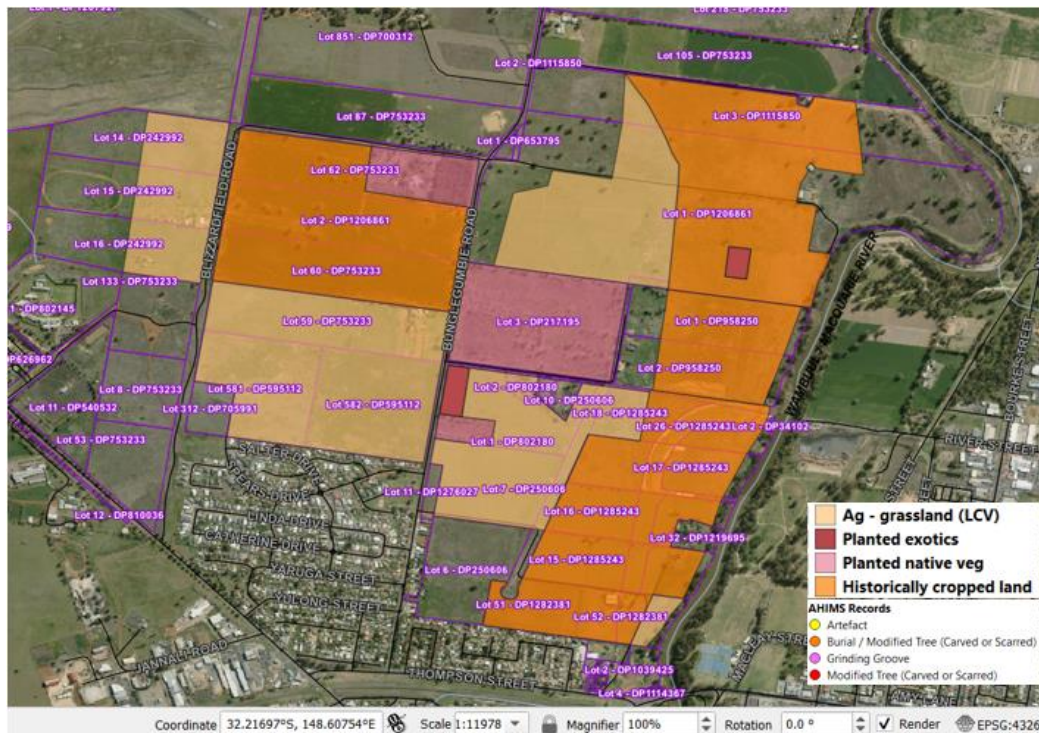 Lot 851 - DP700312
Lot 218 - DP753233
Lot 2 - DP1115850
Lot 105 - DP753233
Lot 87 - DP753233
Lot 3 - DP1115850
Lot 14 - DP242992
Lot 1 - DP653795
Lot 62 - DP753233
Lot 15 - DP242992
BLIZZARDFIELD ROAD
Lot 2 - DP1206861
Lot 1 - DP1206861
BUNGLEGUMBIE ROAD
Lot 16 - DP242992
Lot 60 - DP753233
WAMBUUL MACQUARIE RIVER
Lot 133 - DP753233
1 - DP802145
Lot 59 - DP753233
Lot 3 - DP217195
Lot 1 - DP958250
DP626962
Lot 2 - DP958250
Lot 8 - DP753233
Lot 581 - DP595112
Lot 2 - DP802180
Lot 10 - DP250606
BOURKE STREET
Lot 11 - DP540532
Lot 312 - DP705991
Lot 582 - DP595112
Lot 18 - DP1285243
Lot 26 - DP1285243
Lot 2 - DP34102
Lot 53 - DP753233
Lot 1 - DP802180
RIVER STREET
SALTER DRIVE
SPEARS DRIVE
Lot 17 - DP1285243
Lot 11 - DP1276027
Lot 7 - DP250606
Lot 12 - DP810036
LINDA DRIVE
Lot 16 - DP1285243
CATHERINE DRIVE
Lot 32 - DP1219695
Lot 15 - DP1285243
YARUGA STREET
Lot 6 - DP250606
YULONG STREET
Lot 51 - DP1282381
Lot 52 - DP1282381
JANNALI ROAD
THOMPSON STREET
Lot 2 - DP1039425
Lot 4 - DP1114367
Ag - grassland (LCV)
Planted exotics
Planted native veg
Historically cropped land
AHIMS Records
Artefact
Burial / Modified Tree (Carved or Scarred)
Grinding Groove
Modified Tree (Carved or Scarred)
Coordinate 32.21697°S, 148.60754°E Scale 1:11978 Magnifier 100% Rotation 0.0 ° Render EPSG:4326